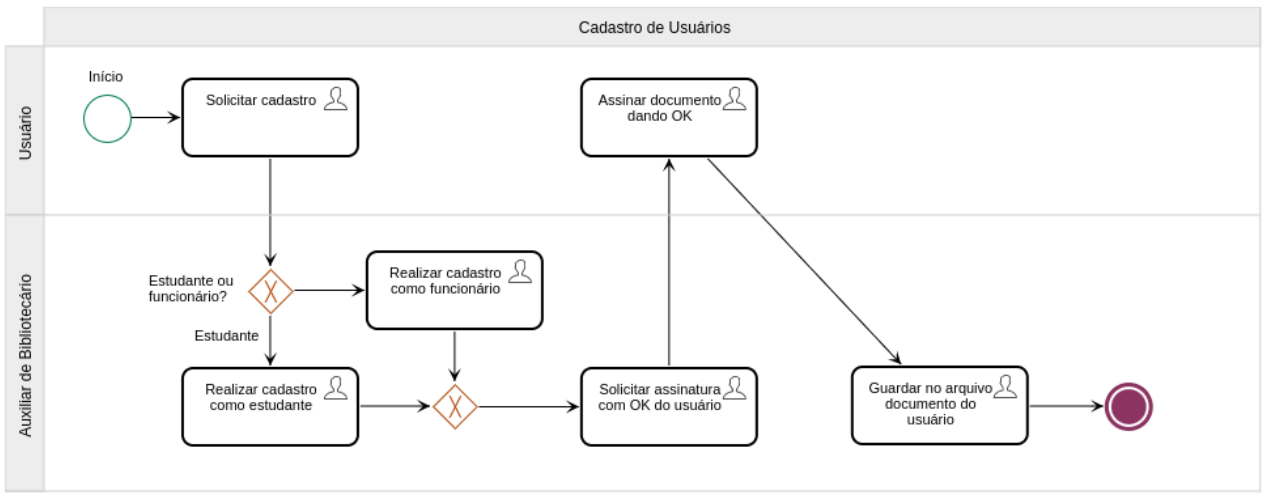 Cadastro de Usuários
Usuário
Início
Solicitar cadastro
Assinar documento
dando OK
Auxiliar de Bibliotecário
Estudante ou
funcionário?
Realizar cadastro
como funcionário
Estudante
Realizar cadastro
como estudante
Solicitar assinatura
com OK do usuário
Guardar no arquivo
documento do
usuário